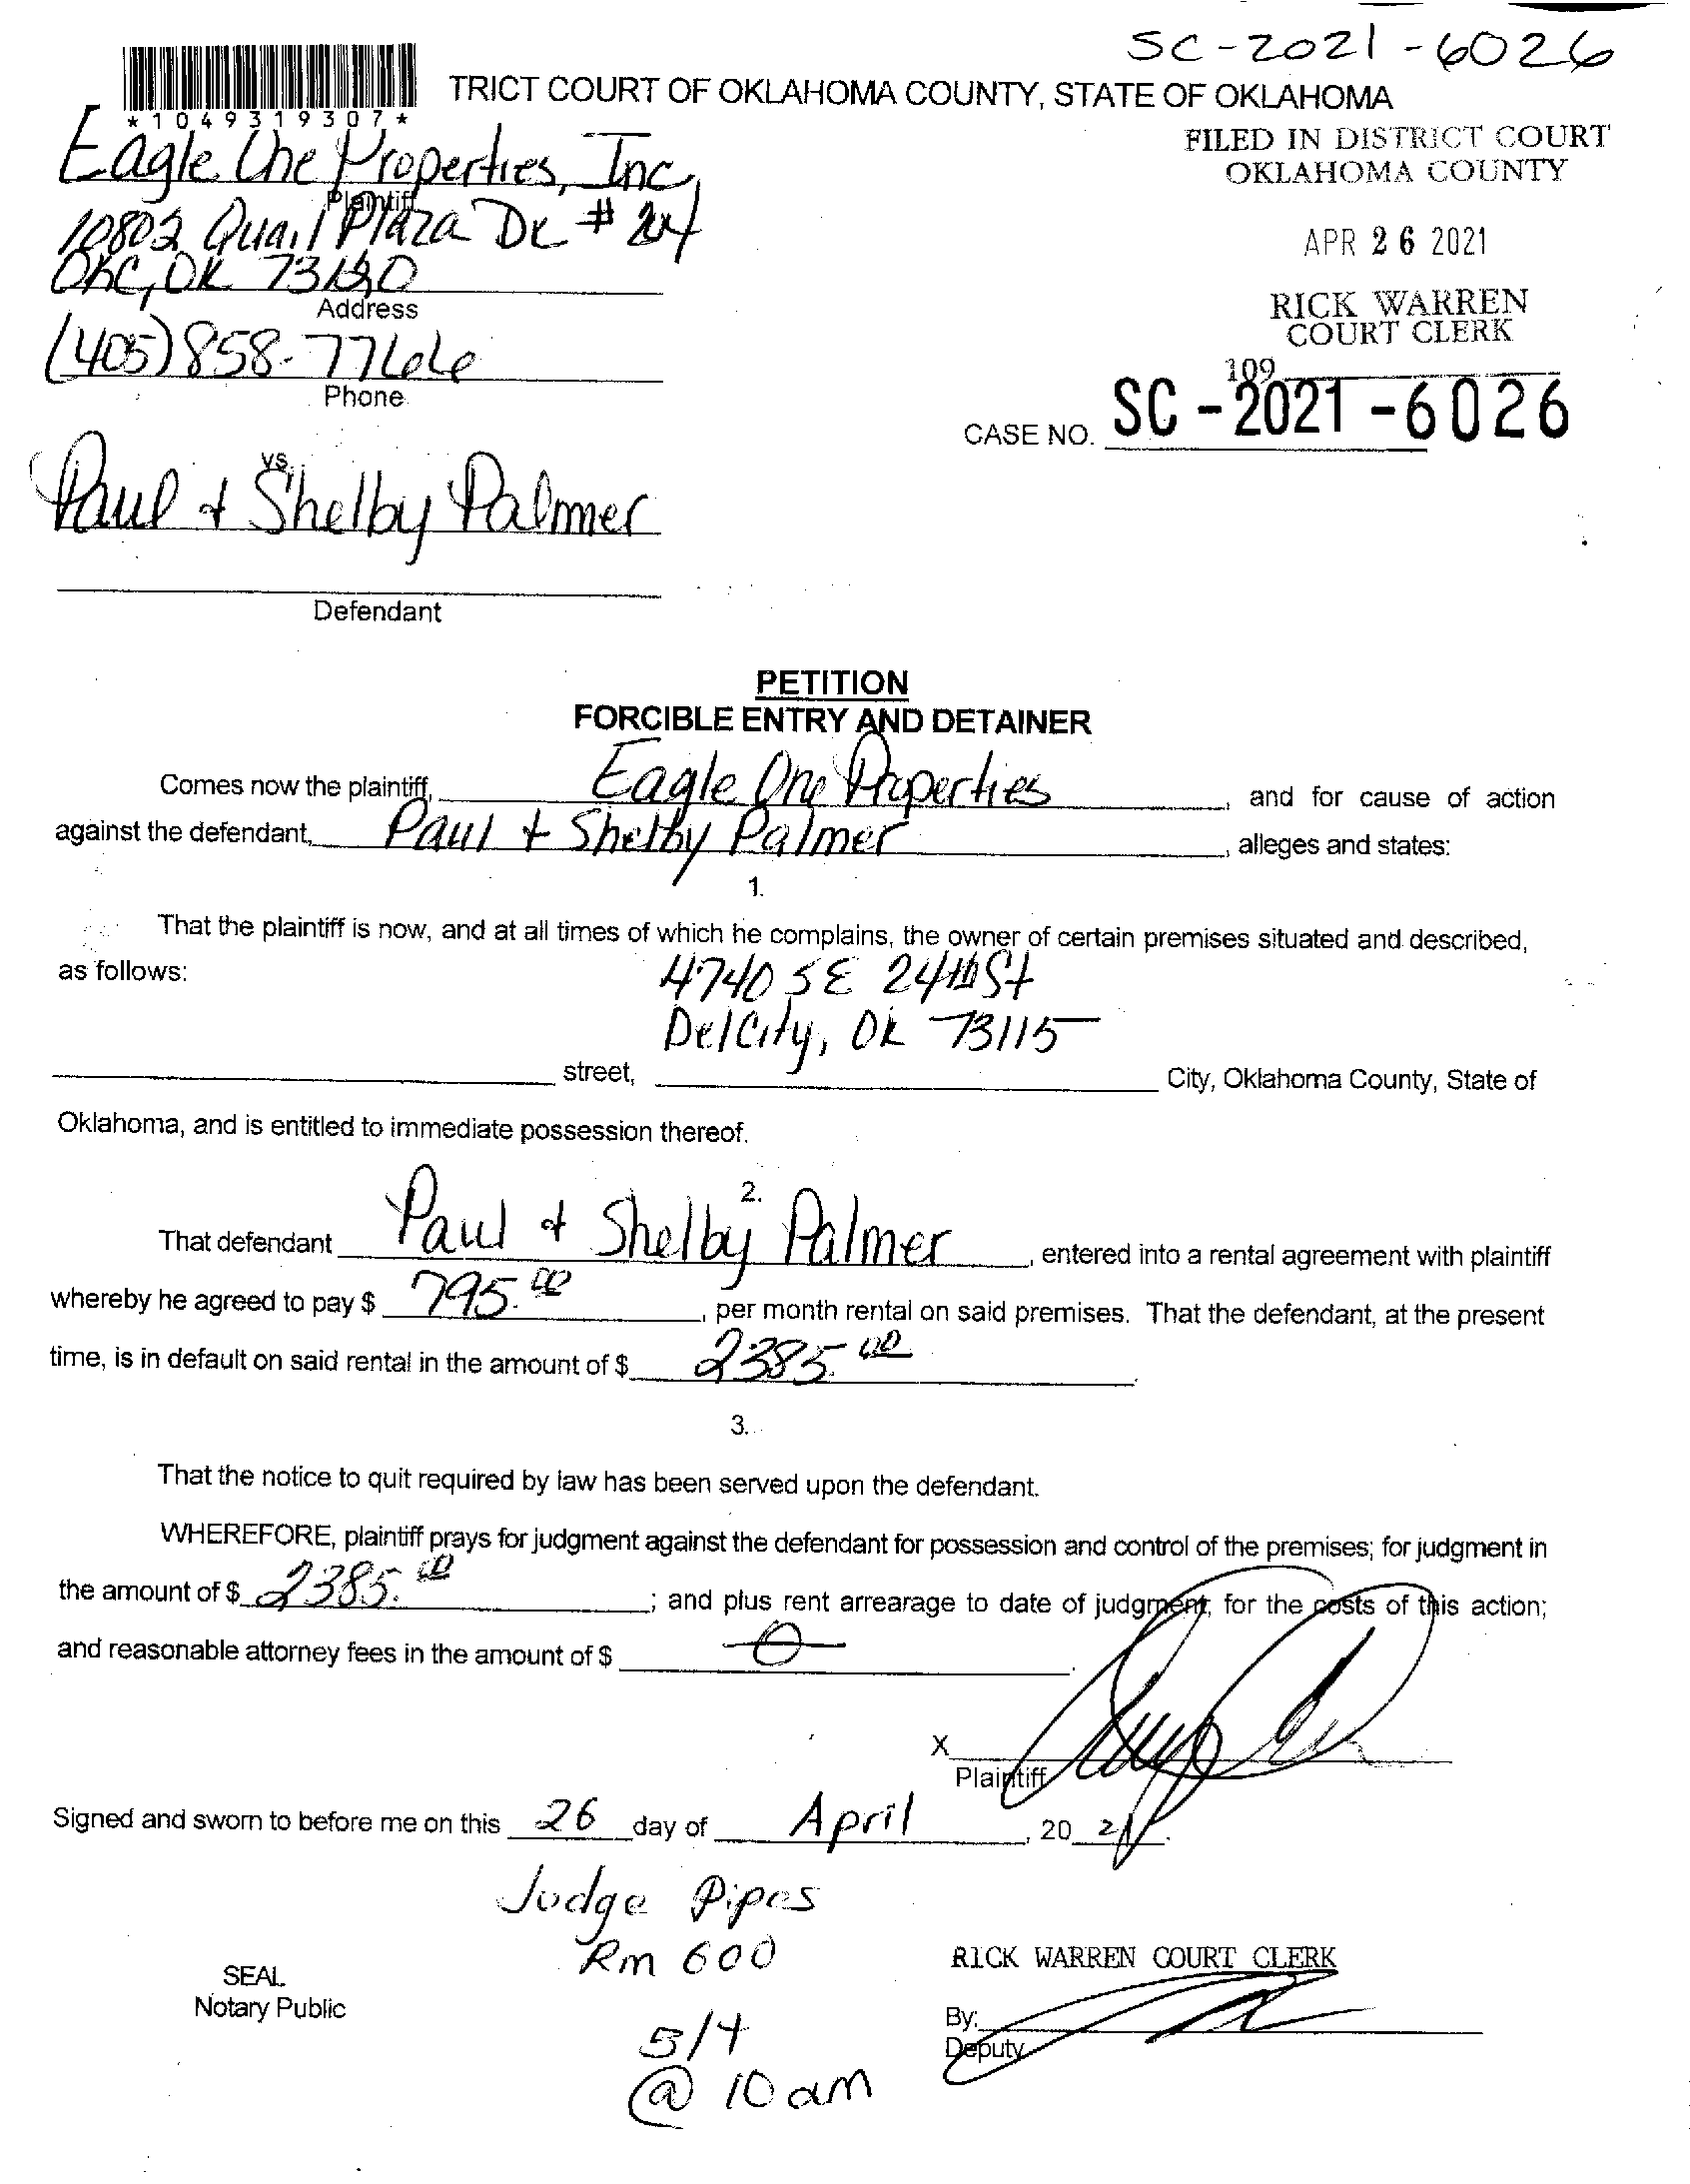 SC-2021-6026
TRICT COURT OF OKLAHOMA COUNTY, STATE OF OKLAHOMA
*1049319307*
FILED IN DISTRICT COURT
OKLAHOMA COUNTY
Eagle One Properties, Inc,
Plaintiff
10802 Quail Plaza Dr #
APR 26 2021
OKC, OK 73120
Address
RICK WARREN
COURT CLERK
(405) 858-7766
Phone
109
CASE NO. SC-2021-6026
vs.
Paul + Shelby Palmer
Defendant
PETITION
FORCIBLE ENTRY AND DETAINER
Comes now the plaintiff, Eagle One Properties, and for cause of action
against the defendant, Paul + Shelby Palmer, alleges and states:
1.
That the plaintiff is now, and at all times of which he complains, the owner of certain premises situated and described,
as follows: 4740 SE 24th St
Del City, OK 73115
street, City, Oklahoma County, State of
Oklahoma, and is entitled to immediate possession thereof.
2.
That defendant Paul + Shelby Palmer, entered into a rental agreement with plaintiff
whereby he agreed to pay $ 795.00, per month rental on said premises. That the defendant, at the present
time, is in default on said rental in the amount of $ 2385.00.
3.
That the notice to quit required by law has been served upon the defendant.
WHEREFORE, plaintiff prays for judgment against the defendant for possession and control of the premises; for judgment in
the amount of $ 2385.00; and plus rent arrearage to date of judgment, for the costs of this action;
and reasonable attorney fees in the amount of $ 0.
X
Plaintiff
Signed and sworn to before me on this 26 day of April, 2021.
Judge Pipes
Rm 600
RICK WARREN COURT CLERK
SEAL
Notary Public
By:
Deputy
5/4
@ 10 am